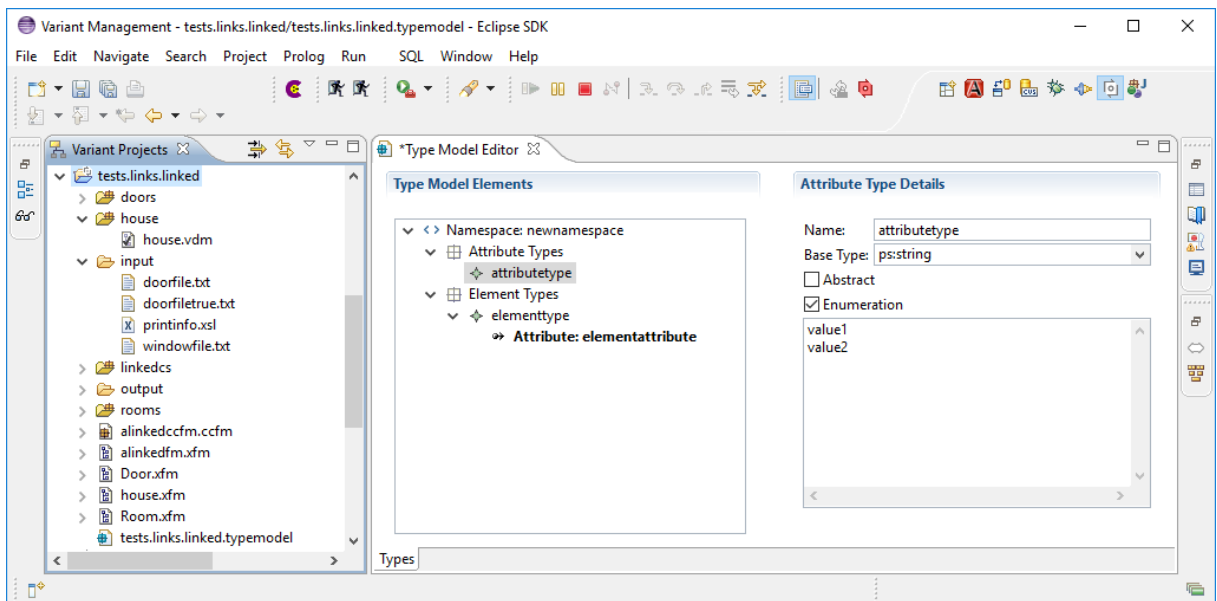 Variant Management - tests.links.linked/tests.links.linked.typemodel - Eclipse SDK
File Edit Navigate Search Project Prolog Run SQL Window Help
Variant Projects
*Type Model Editor
tests.links.linked
doors
house
house.vdm
input
doorfile.txt
doorfiletrue.txt
printinfo.xsl
windowfile.txt
linkedcs
output
rooms
alinkedccfm.ccfm
alinkedfm.xfm
Door.xfm
house.xfm
Room.xfm
tests.links.linked.typemodel
Type Model Elements
Namespace: newnamespace
Attribute Types
attributetype
Element Types
elementtype
Attribute: elementattribute
Types
Attribute Type Details
Name: attributetype
Base Type: ps:string
Abstract
Enumeration
value1
value2